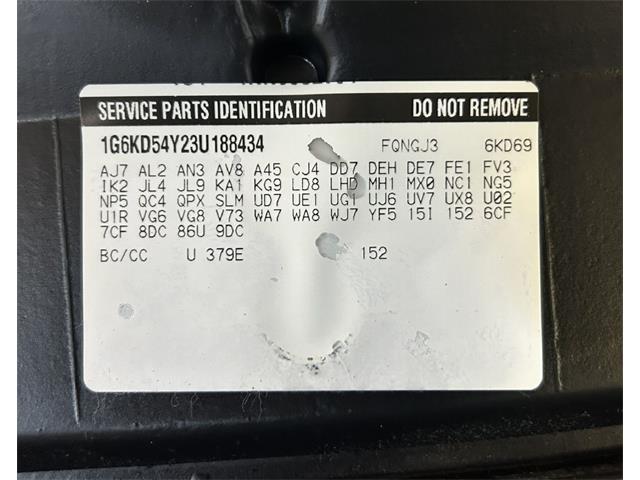 SERVICE PARTS IDENTIFICATION DO NOT REMOVE
1G6KD54Y23U188434 FQNGJ3 6KD69
AJ7 AL2 AN3 AV8 A45 CJ4 DD7 DEH DE7 FE1 FV3
IK2 JL4 JL9 KA1 KG9 LD8 LHD MH1 MX0 NC1 NG5
NP5 QC4 QPX SLM UD7 UE1 UG1 UJ6 UV7 UX8 U02
U1R VG6 VG8 V73 WA7 WA8 WJ7 YF5 15I 152 6CF
7CF 8DC 86U 9DC
BC/CC U 379E 152